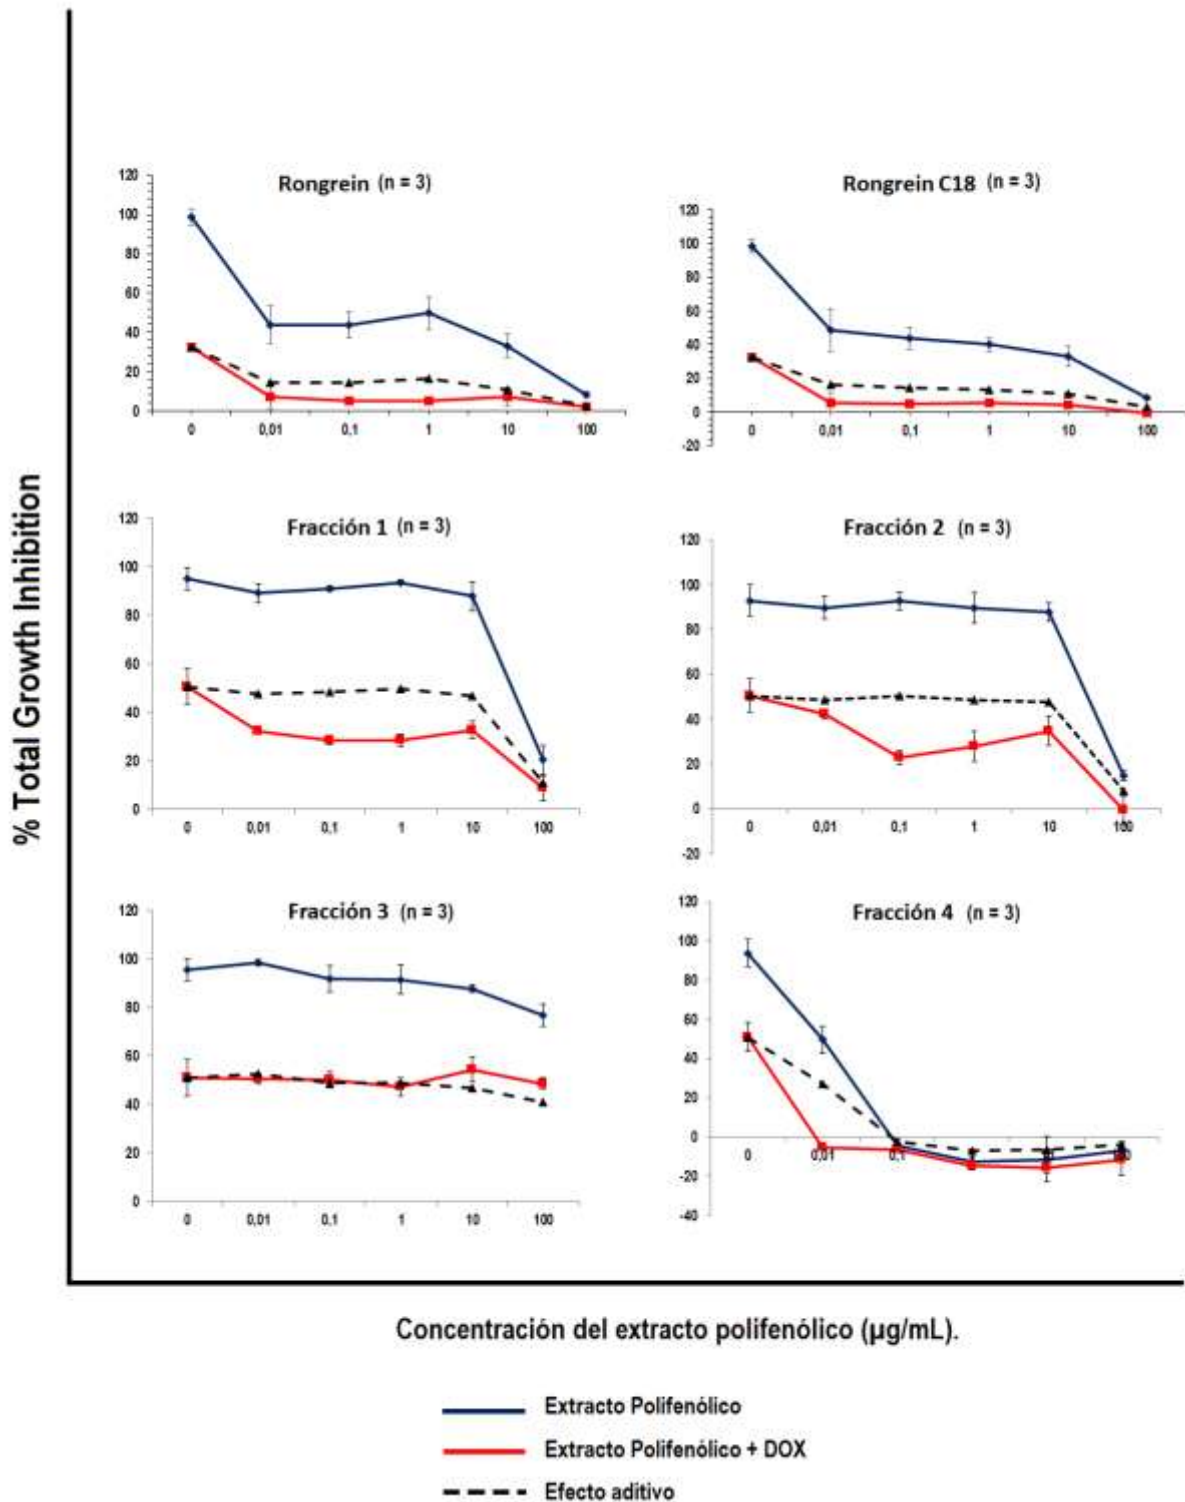 % Total Growth Inhibition
Rongrein (n = 3)
120
100
80
60
40
20
0
0 0,01 0,1 1 10 100
Rongrein C18 (n = 3)
120
100
80
60
40
20
0
-20
0 0,01 0,1 1 10 100
Fracción 1 (n = 3)
120
100
80
60
40
20
0
0 0,01 0,1 1 10 100
Fracción 2 (n = 3)
120
100
80
60
40
20
0
-20
0 0,01 0,1 1 10 100
Fracción 3 (n = 3)
120
100
80
60
40
20
0
0 0,01 0,1 1 10 100
Fracción 4 (n = 3)
120
100
80
60
40
20
0
-20
-40
0 0,01 0,1
Concentración del extracto polifenólico (µg/mL).
Extracto Polifenólico
Extracto Polifenólico + DOX
Efecto aditivo